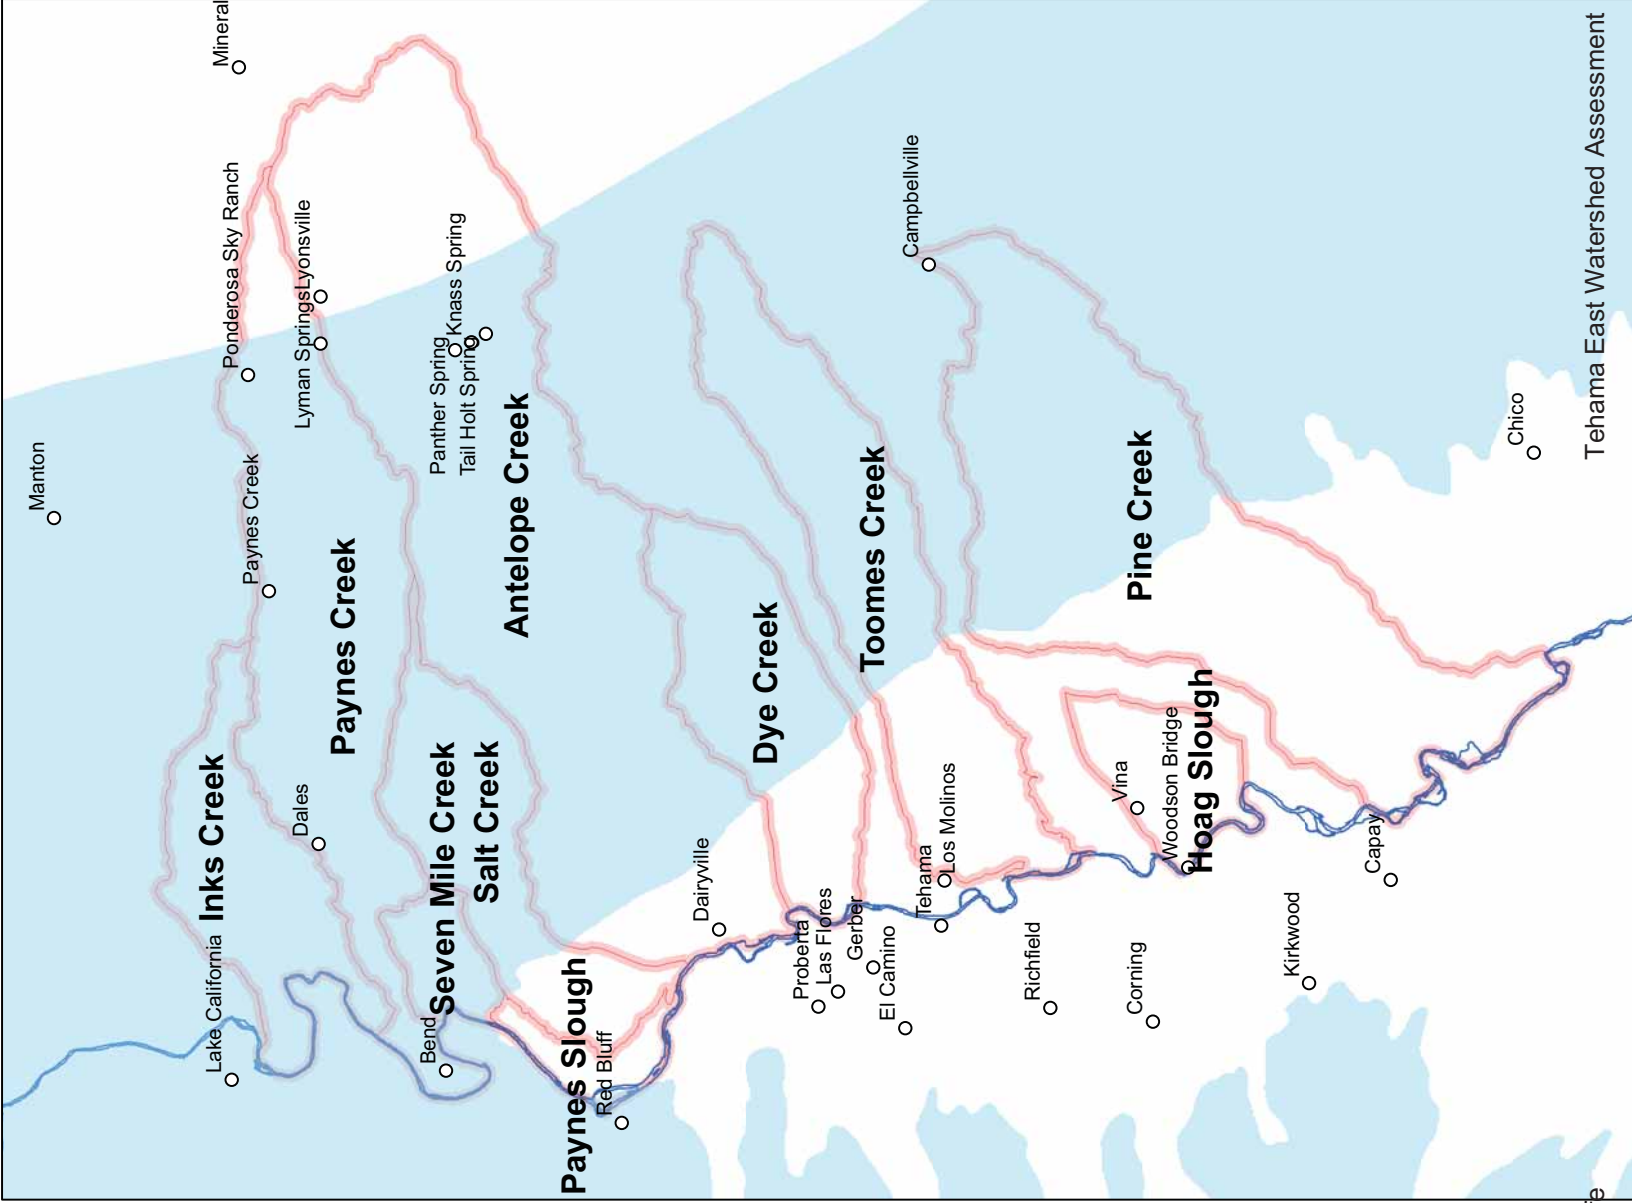 Mineral
Manton
Ponderosa Sky Ranch
Lyonsville
Lyman Springs
Knass Spring
Panther Spring
Tail Holt Spring
Campbellville
Paynes Creek
Chico
Antelope Creek
Toomes Creek
Pine Creek
Paynes Creek
Dye Creek
Hoag Slough
Woodson Bridge
Vina
Los Molinos
Inks Creek
Dales
Seven Mile Creek
Salt Creek
Dairyville
Tehama
Capay
Lake California
Bend
Paynes Slough
Red Bluff
Proberta
Las Flores
Gerber
El Camino
Richfield
Corning
Kirkwood
Tehama East Watershed Assessment